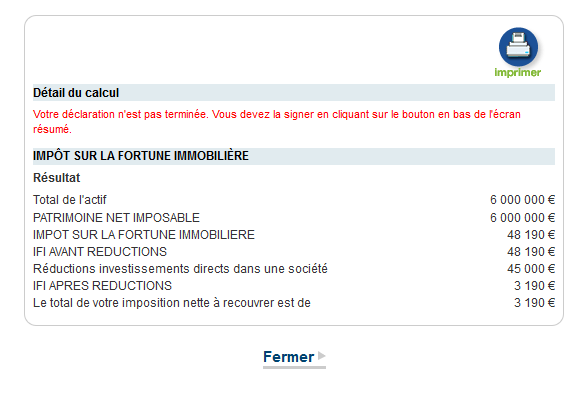 Imprimer
Détail du calcul
Votre déclaration n'est pas terminée. Vous devez la signer en cliquant sur le bouton en bas de l'écran
résumé.
IMPÔT SUR LA FORTUNE IMMOBILIÈRE
Résultat
Total de l'actif 6 000 000 €
PATRIMOINE NET IMPOSABLE 6 000 000 €
IMPOT SUR LA FORTUNE IMMOBILIERE 48 190 €
IFI AVANT REDUCTIONS 48 190 €
Réductions investissements directs dans une société 45 000 €
IFI APRES REDUCTIONS 3 190 €
Le total de votre imposition nette à recouvrer est de 3 190 €
Fermer